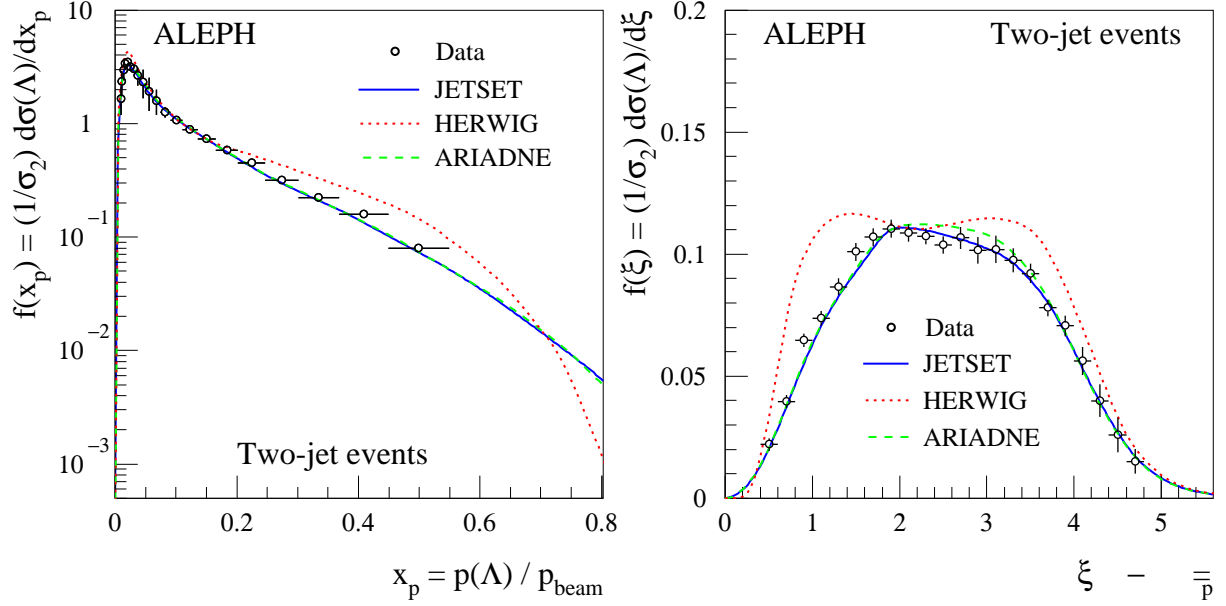 f(x_p) = (1/σ_2) dσ(Λ)/dx_p
10
1
10^−1
10^−2
10^−3
ALEPH
Data
JETSET
HERWIG
ARIADNE
Two-jet events
0 0.2 0.4 0.6 0.8
x_p = p(Λ) / p_beam
f(ξ) = (1/σ_2) dσ(Λ)/dξ
0.2
0.15
0.1
0.05
0
ALEPH Two-jet events
Data
JETSET
HERWIG
ARIADNE
0 1 2 3 4 5
ξ − =
p